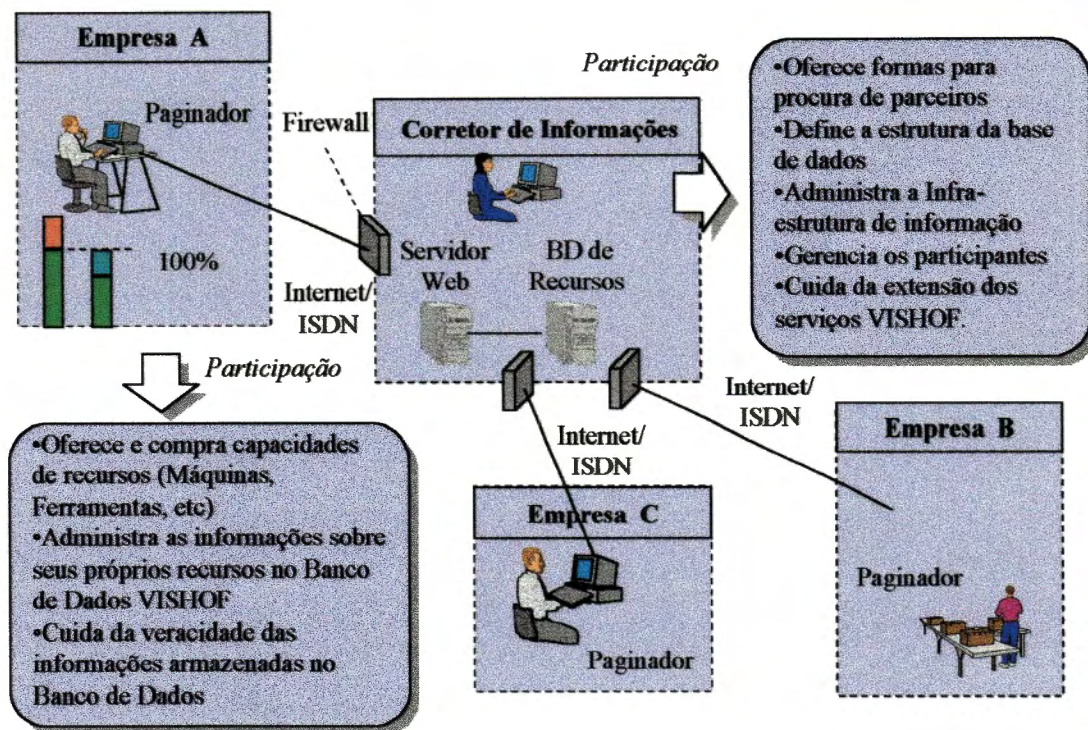 Empresa A
Paginador
100%
Firewall
Internet/
ISDN
Participação
•Oferece e compra capacidades
de recursos (Máquinas,
Ferramentas, etc)
•Administra as informações sobre
seus próprios recursos no Banco
de Dados VISHOF
•Cuida da veracidade das
informações armazenadas no
Banco de Dados
Corretor de Informações
Servidor
Web
BD de
Recursos
Participação
•Oferece formas para
procura de parceiros
•Define a estrutura da base
de dados
•Administra a Infra-
estrutura de informação
•Gerencia os participantes
•Cuida da extensão dos
serviços VISHOF.
Internet/
ISDN
Empresa C
Paginador
Internet/
ISDN
Empresa B
Paginador